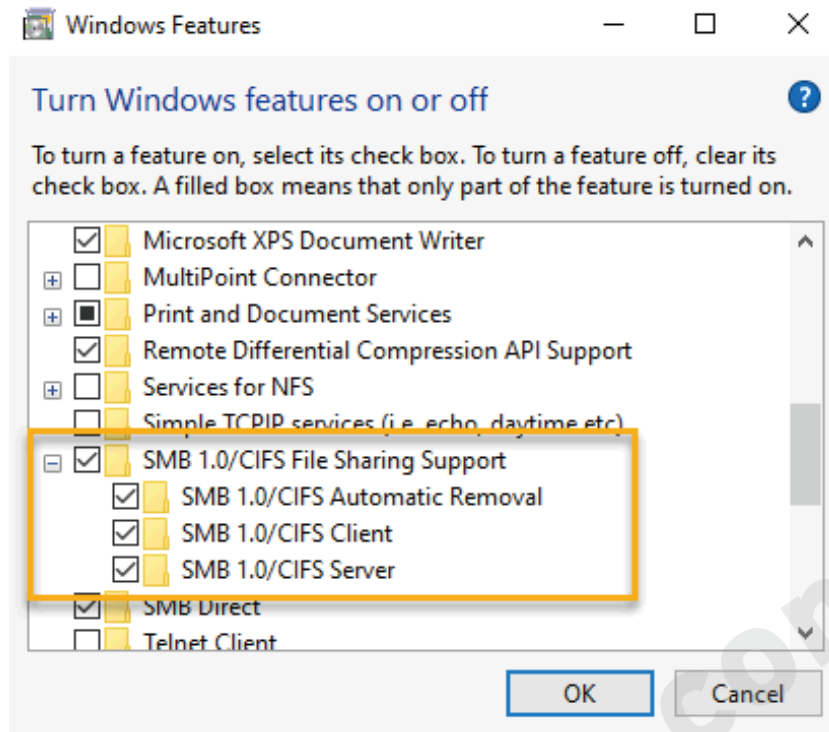 Windows Features
Turn Windows features on or off
To turn a feature on, select its check box. To turn a feature off, clear its
check box. A filled box means that only part of the feature is turned on.
Microsoft XPS Document Writer
MultiPoint Connector
Print and Document Services
Remote Differential Compression API Support
Services for NFS
Simple TCPIP services (i.e. echo, daytime etc)
SMB 1.0/CIFS File Sharing Support
SMB 1.0/CIFS Automatic Removal
SMB 1.0/CIFS Client
SMB 1.0/CIFS Server
SMB Direct
Telnet Client
OK
Cancel